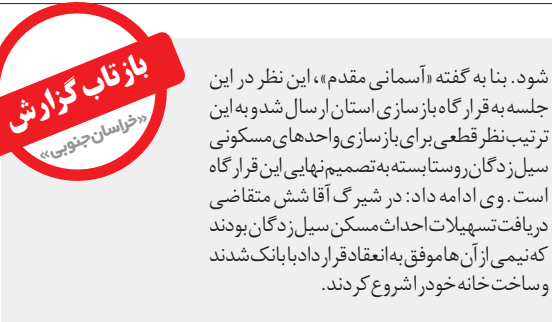 بازتاب گزارش
«خراسان جنوبی»
شود. بنا به گفته «آسمانی مقدم»، این نظر در این
جلسه به قرارگاه بازسازی استان ارسال شد و به این
ترتیب نظر قطعی برای بازسازی واحدهای مسکونی
سیل زدگان روستا بسته به تصمیم نهایی این قرارگاه
است. وی ادامه داد: در شیرگ آقا شش متقاضی
دریافت تسهیلات احداث مسکن سیل زدگان بودند
که نیمی از آن ها موفق به انعقاد قرارداد با بانک شدند
و ساخت خانه خود را شروع کردند.